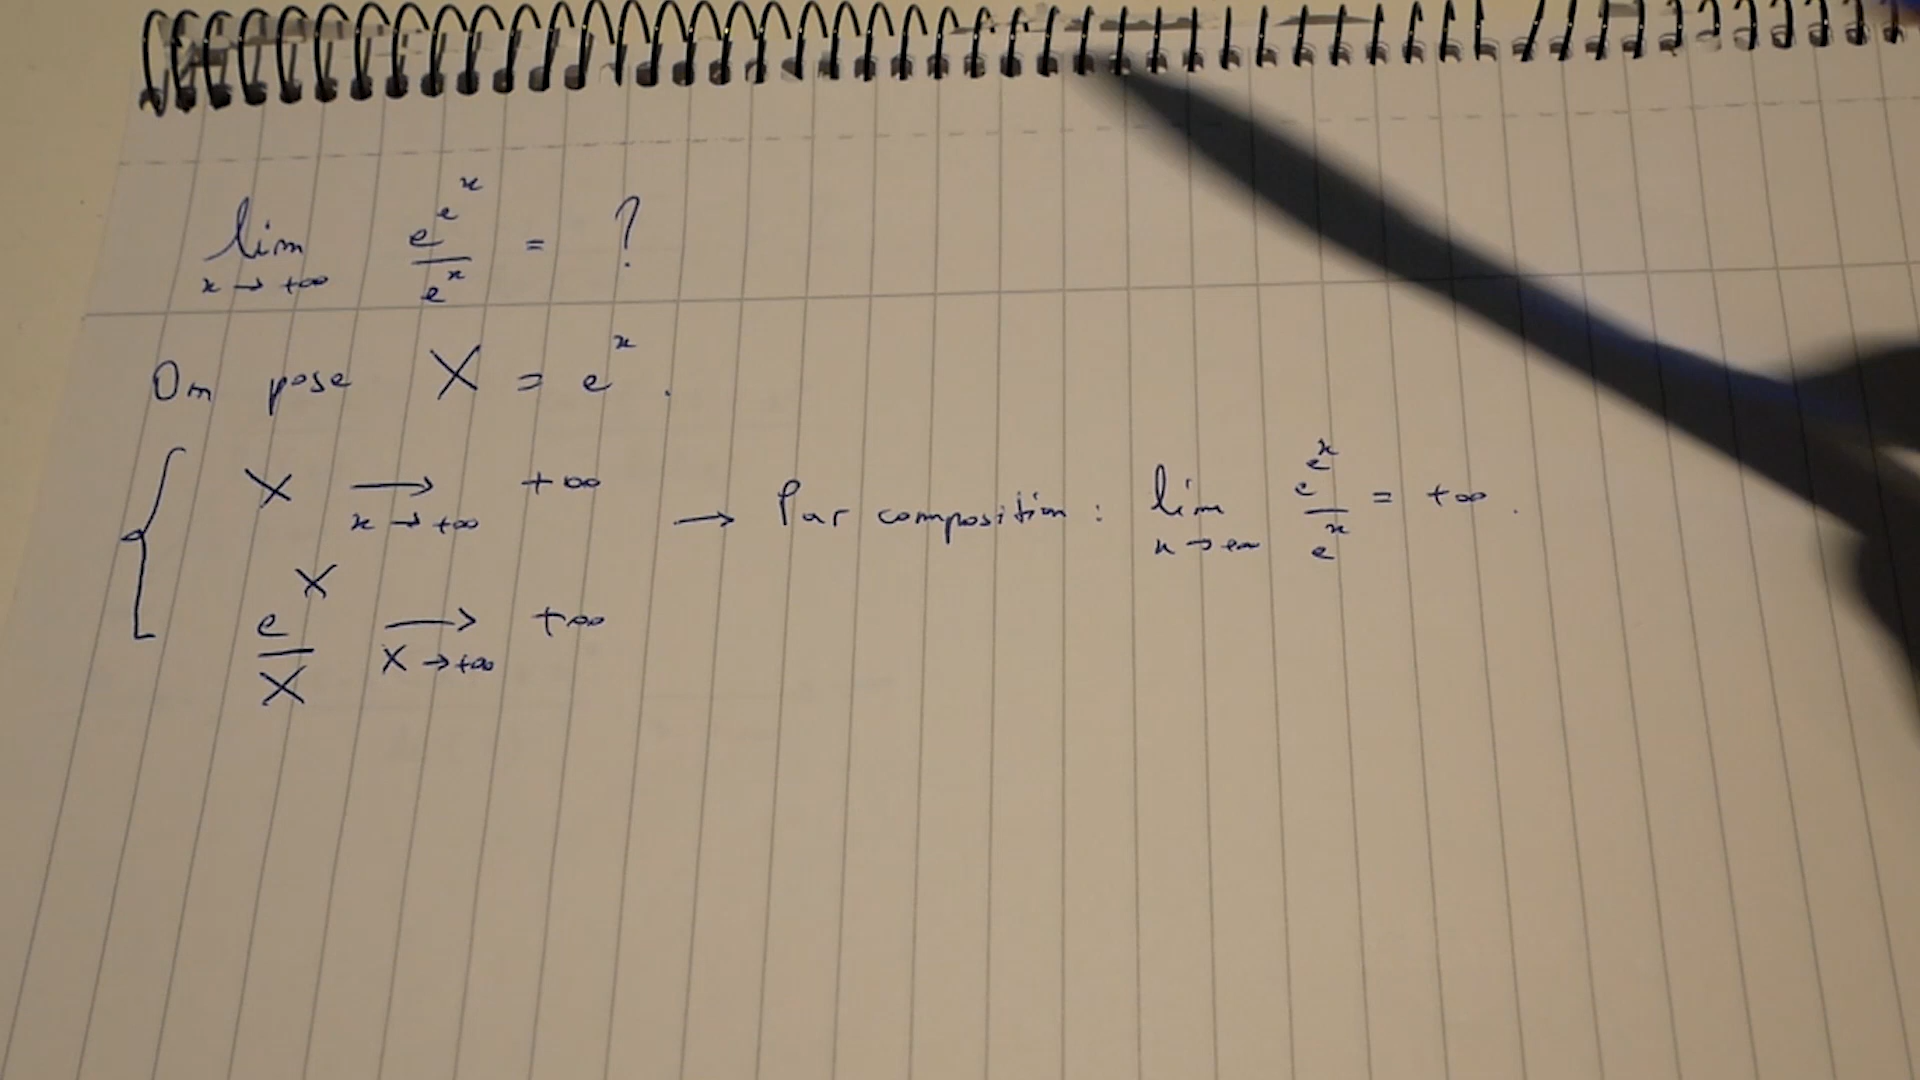 lim x→+∞ e^e^x / e^x = ?
On pose X = e^x.
{ X →x→+∞ +∞
→ Par composition : lim x→+∞ e^e^x / e^x = +∞.
e^X / X →X→+∞ +∞